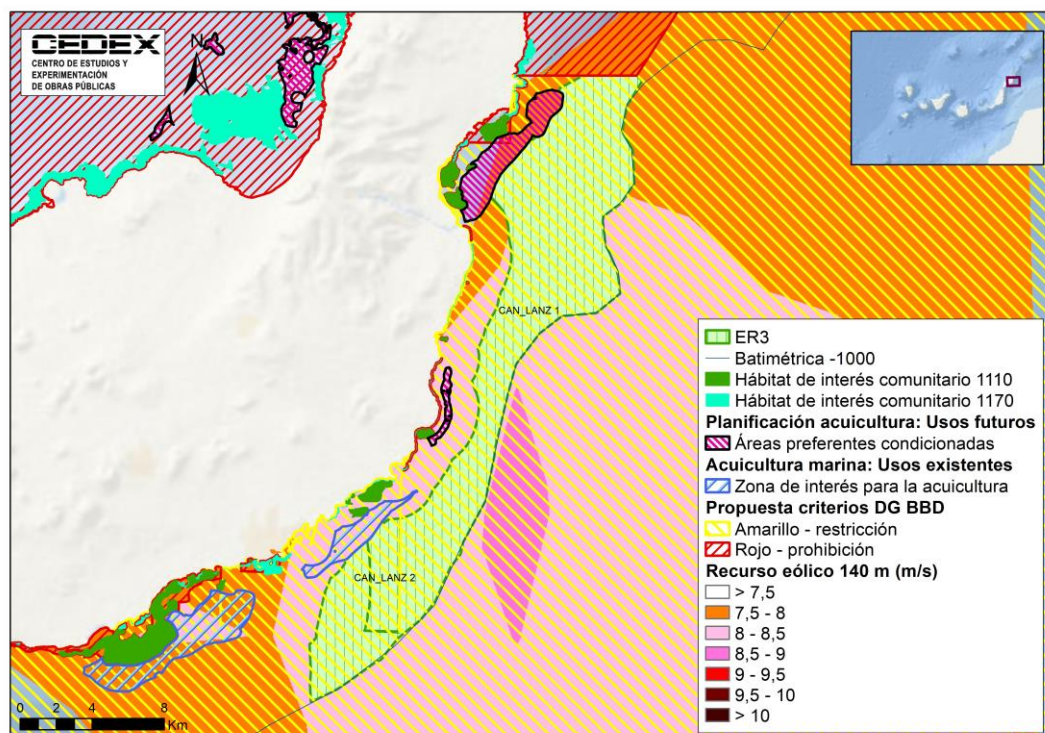 CEDEX
CENTRO DE ESTUDIOS Y
EXPERIMENTACIÓN
DE OBRAS PÚBLICAS
N
CAN_LANZ 1
CAN_LANZ 2
ER3
Batimétrica -1000
Hábitat de interés comunitario 1110
Hábitat de interés comunitario 1170
Planificación acuicultura: Usos futuros
Áreas preferentes condicionadas
Acuicultura marina: Usos existentes
Zona de interés para la acuicultura
Propuesta criterios DG BBD
Amarillo - restricción
Rojo - prohibición
Recurso eólico 140 m (m/s)
> 7,5
7,5 - 8
8 - 8,5
8,5 - 9
9 - 9,5
9,5 - 10
> 10
0 2 4 8
Km